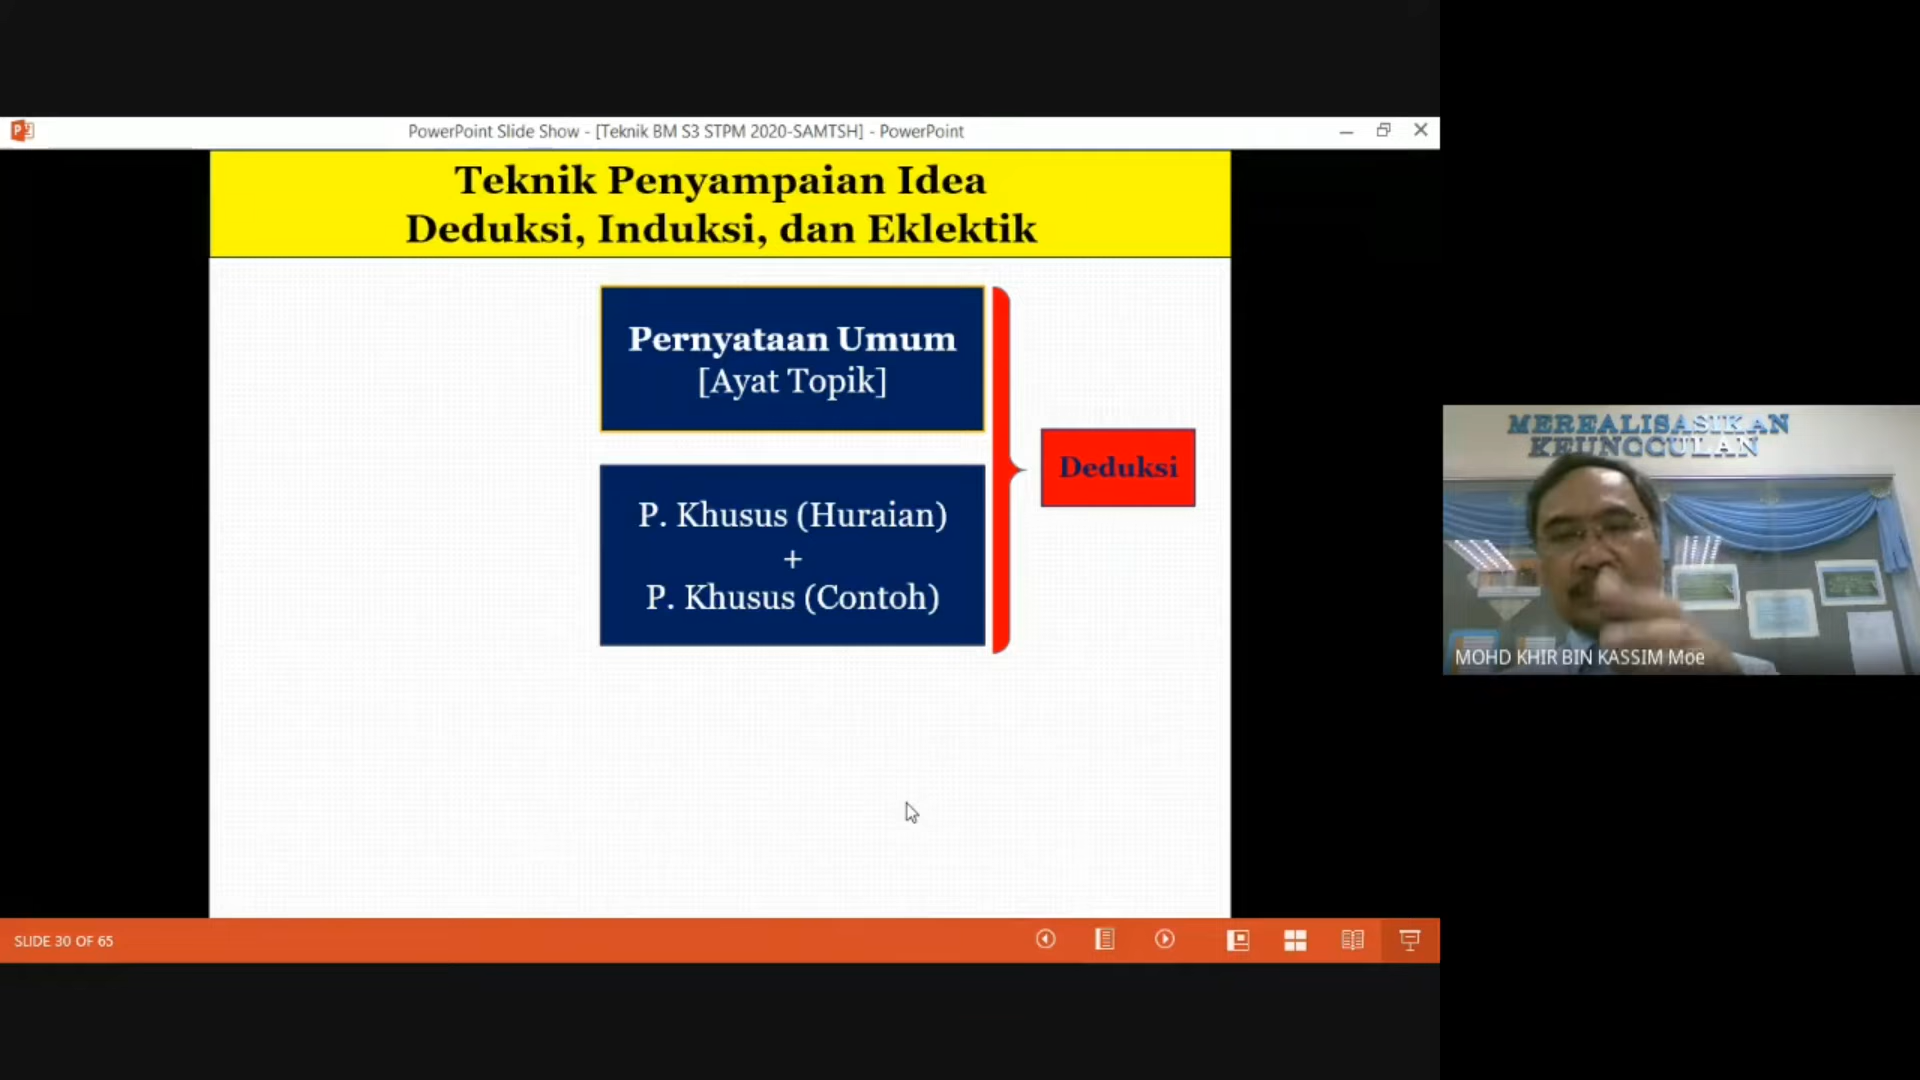 PowerPoint Slide Show - [Teknik BM S3 STPM 2020-SAMTSH] - PowerPoint
Teknik Penyampaian Idea
Deduksi, Induksi, dan Eklektik
Pernyataan Umum
[Ayat Topik]
P. Khusus (Huraian)
+
P. Khusus (Contoh)
Deduksi
MEREALISASIKAN
KEUNGGULAN
MOHD KHIR BIN KASSIM Moe
SLIDE 30 OF 65